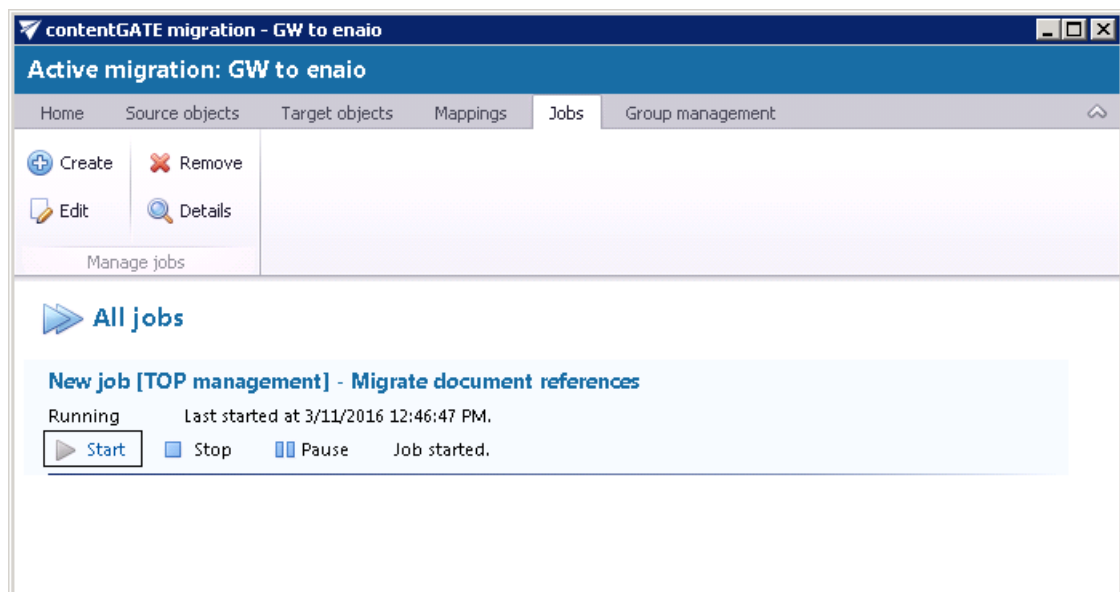 contentGATE migration - GW to enaio
Active migration: GW to enaio
Home Source objects Target objects Mappings Jobs Group management
Create Remove
Edit Details
Manage jobs
All jobs
New job [TOP management] - Migrate document references
Running Last started at 3/11/2016 12:46:47 PM.
Start Stop Pause Job started.